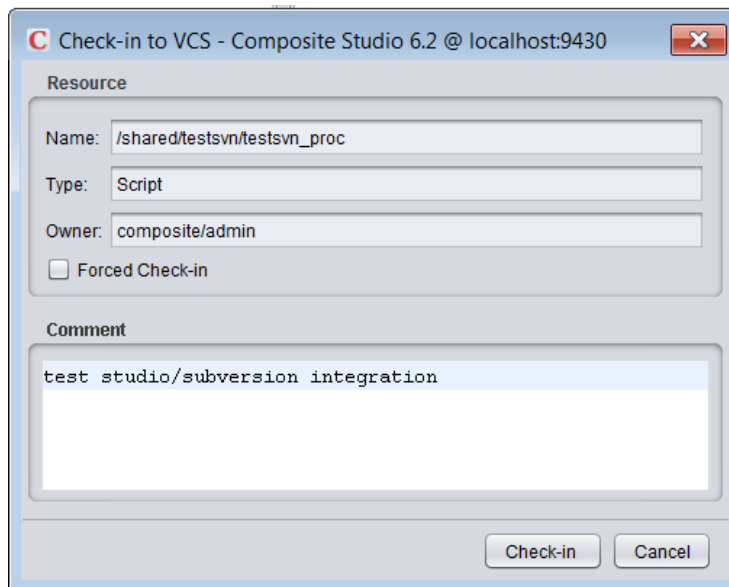 C Check-in to VCS - Composite Studio 6.2 @ localhost:9430
Resource
Name: /shared/testsvn/testsvn_proc
Type: Script
Owner: composite/admin
Forced Check-in
Comment
test studio/subversion integration
Check-in Cancel